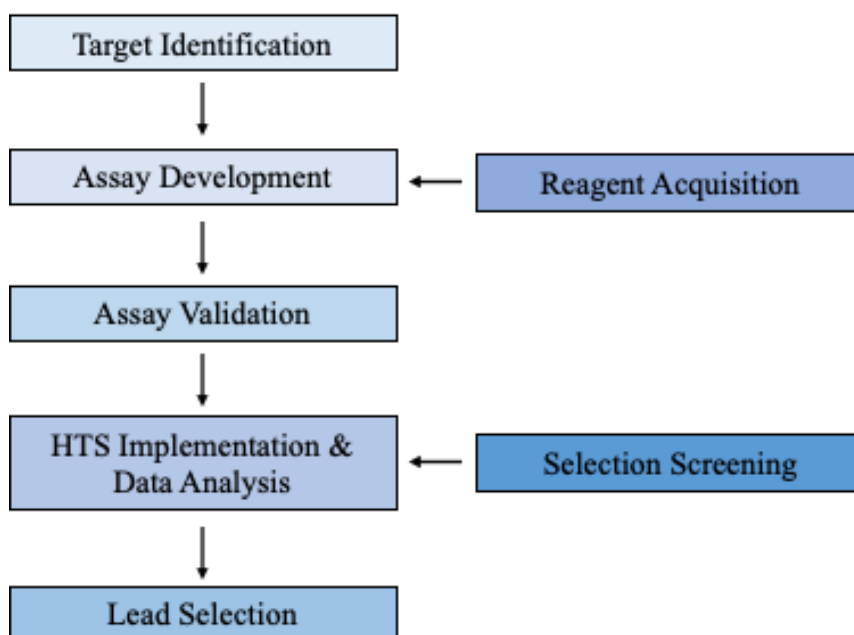 Target Identification
Assay Development
Reagent Acquisition
Assay Validation
HTS Implementation &
Data Analysis
Selection Screening
Lead Selection